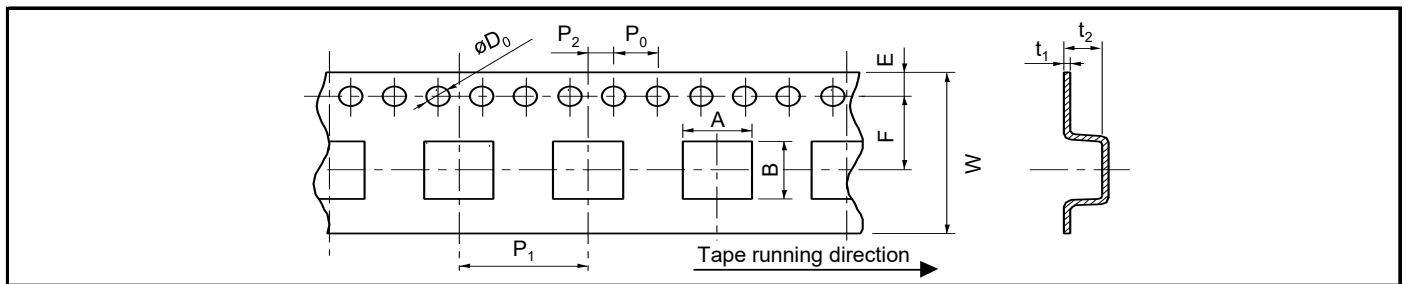 øD₀
P₂
P₀
E
t₂
t₁
A
F
B
W
P₁
Tape running direction